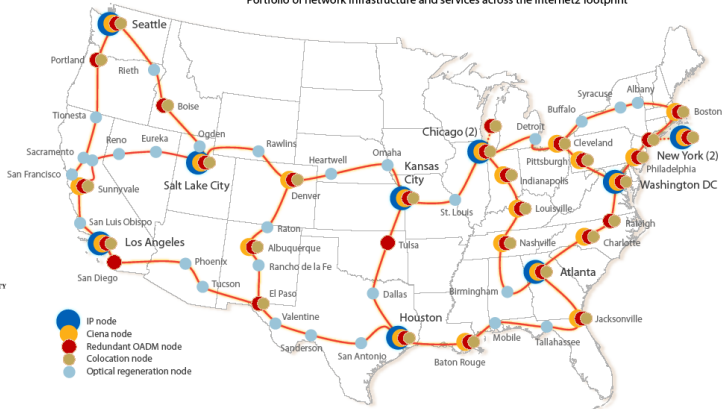 Portfolio of network infrastructure and services across the Internet2 footprint
Seattle
Portland
Rieth
Boise
Tionesta
Ogden
Reno
Eureka
Sacramento
San Francisco
Sunnyvale
Salt Lake City
Rawlins
Heartwell
Omaha
Kansas
City
Denver
San Luis Obispo
Los Angeles
San Diego
Phoenix
Tucson
Raton
Albuquerque
Rancho de la Fe
El Paso
Valentine
Sanderson
San Antonio
Tulsa
Dallas
Houston
St. Louis
Chicago (2)
Detroit
Indianapolis
Louisville
Nashville
Birmingham
Baton Rouge
Mobile
Tallahassee
Jacksonville
Atlanta
Charlotte
Raleigh
Washington DC
Philadelphia
New York (2)
Pittsburgh
Cleveland
Buffalo
Syracuse
Albany
Boston
IP node
Ciena node
Redundant OADM node
Colocation node
Optical regeneration node